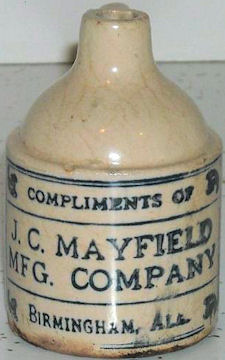 COMPLIMENTS OF
J. C. MAYFIELD
MFG. COMPANY
BIRMINGHAM, ALA.